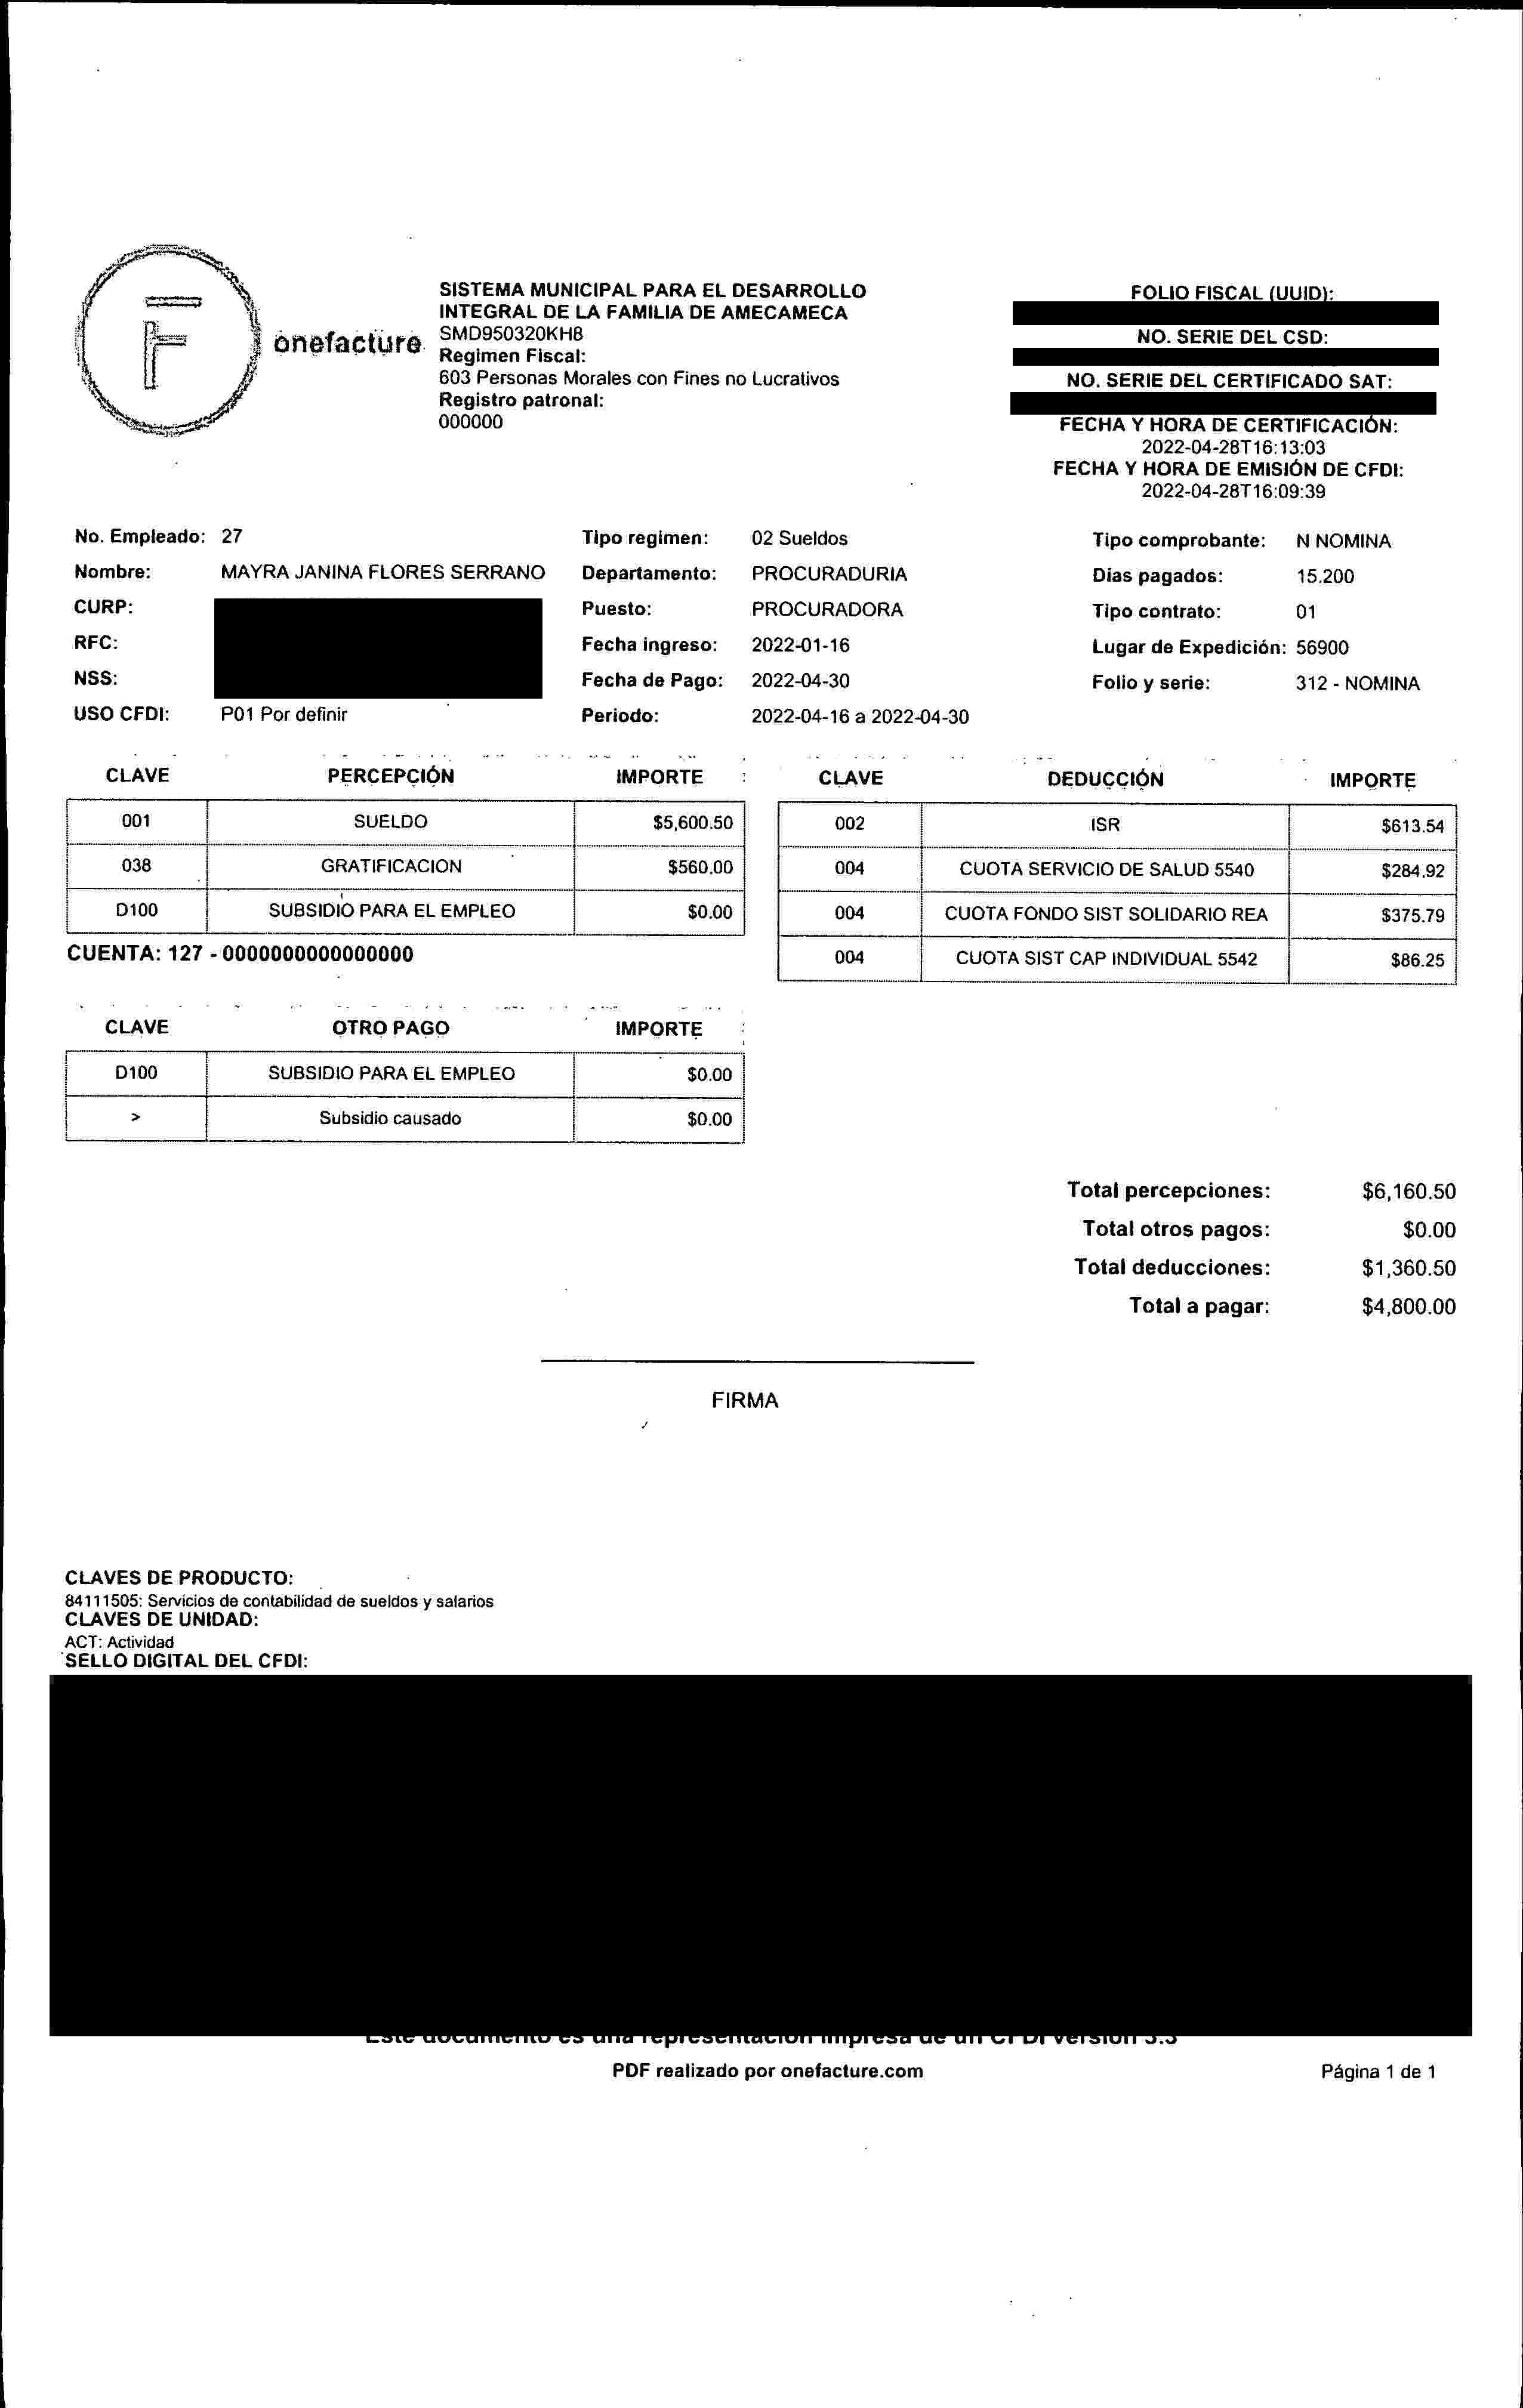 onefacture
SISTEMA MUNICIPAL PARA EL DESARROLLO
INTEGRAL DE LA FAMILIA DE AMECAMECA
SMD950320KH8
Regimen Fiscal:
603 Personas Morales con Fines no Lucrativos
Registro patronal:
000000
FOLIO FISCAL (UUID):
NO. SERIE DEL CSD:
NO. SERIE DEL CERTIFICADO SAT:
FECHA Y HORA DE CERTIFICACIÓN:
2022-04-28T16:13:03
FECHA Y HORA DE EMISIÓN DE CFDI:
2022-04-28T16:09:39
No. Empleado: 27
Nombre: MAYRA JANINA FLORES SERRANO
CURP:
RFC:
NSS:
USO CFDI: P01 Por definir
Tipo regimen: 02 Sueldos
Departamento: PROCURADURIA
Puesto: PROCURADORA
Fecha ingreso: 2022-01-16
Fecha de Pago: 2022-04-30
Periodo: 2022-04-16 a 2022-04-30
Tipo comprobante: N NOMINA
Días pagados: 15.200
Tipo contrato: 01
Lugar de Expedición: 56900
Folio y serie: 312 - NOMINA
CLAVE PERCEPCIÓN IMPORTE
001 SUELDO $5,600.50
038 GRATIFICACION $560.00
D100 SUBSIDIO PARA EL EMPLEO $0.00
CUENTA: 127 - 0000000000000000
CLAVE DEDUCCIÓN IMPORTE
002 ISR $613.54
004 CUOTA SERVICIO DE SALUD 5540 $284.92
004 CUOTA FONDO SIST SOLIDARIO REA $375.79
004 CUOTA SIST CAP INDIVIDUAL 5542 $86.25
CLAVE OTRO PAGO IMPORTE
D100 SUBSIDIO PARA EL EMPLEO $0.00
> Subsidio causado $0.00
Total percepciones: $6,160.50
Total otros pagos: $0.00
Total deducciones: $1,360.50
Total a pagar: $4,800.00
FIRMA
CLAVES DE PRODUCTO:
84111505: Servicios de contabilidad de sueldos y salarios
CLAVES DE UNIDAD:
ACT: Actividad
SELLO DIGITAL DEL CFDI:
Este documento es una representación impresa de un CFDI versión 3.3
PDF realizado por onefacture.com
Página 1 de 1